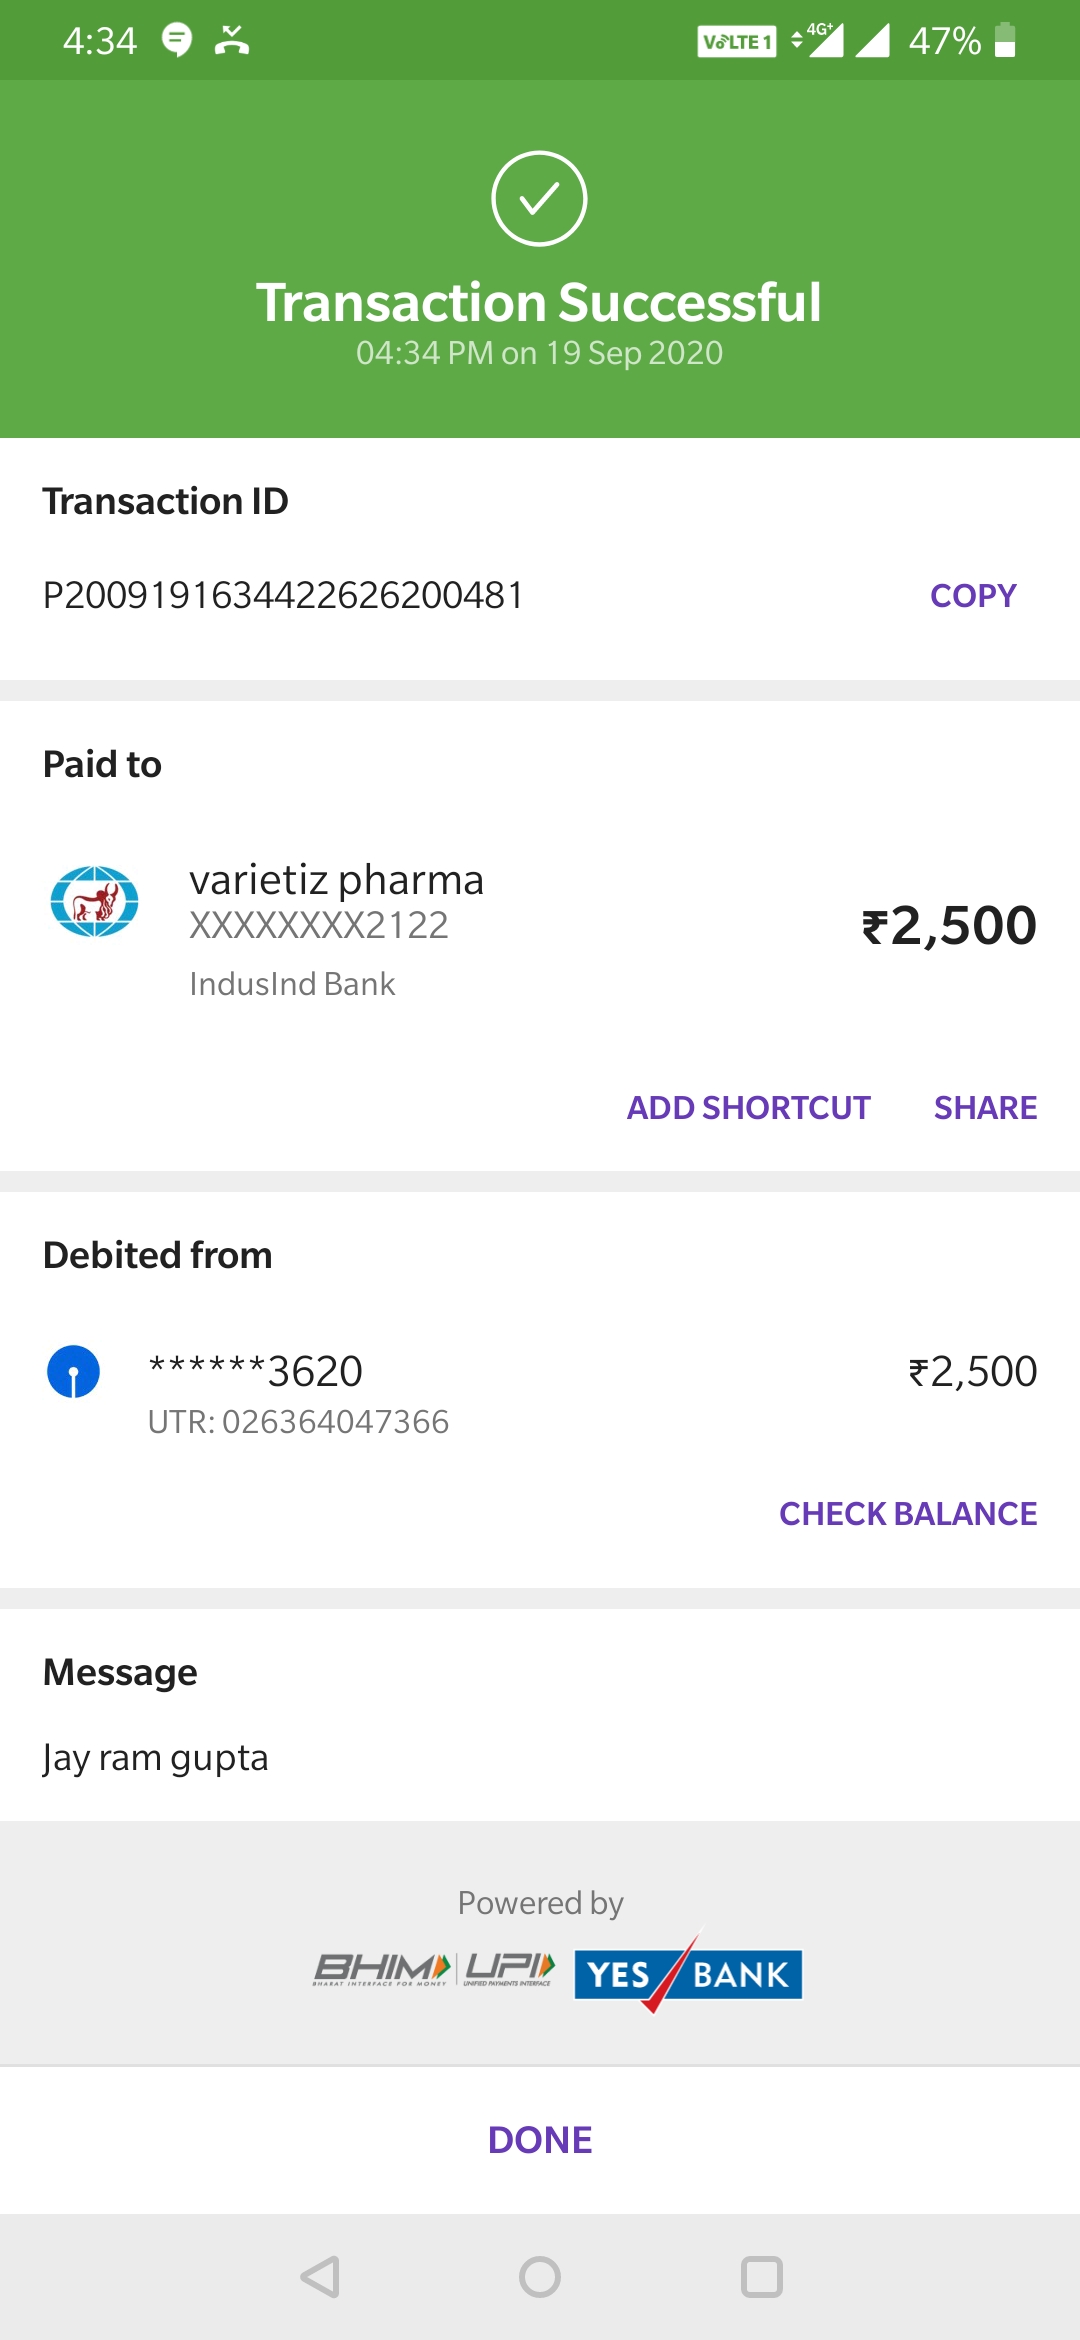 4:34 VoLTE 1 4G+ 47%
Transaction Successful
04:34 PM on 19 Sep 2020
Transaction ID
P2009191634422626200481 COPY
Paid to
varietiz pharma
XXXXXXXX2122
₹2,500
IndusInd Bank
ADD SHORTCUT SHARE
Debited from
******3620 ₹2,500
UTR: 026364047366
CHECK BALANCE
Message
Jay ram gupta
Powered by
BHIM UPI YES BANK
BHARAT INTERFACE FOR MONEY UNIFIED PAYMENTS INTERFACE
DONE